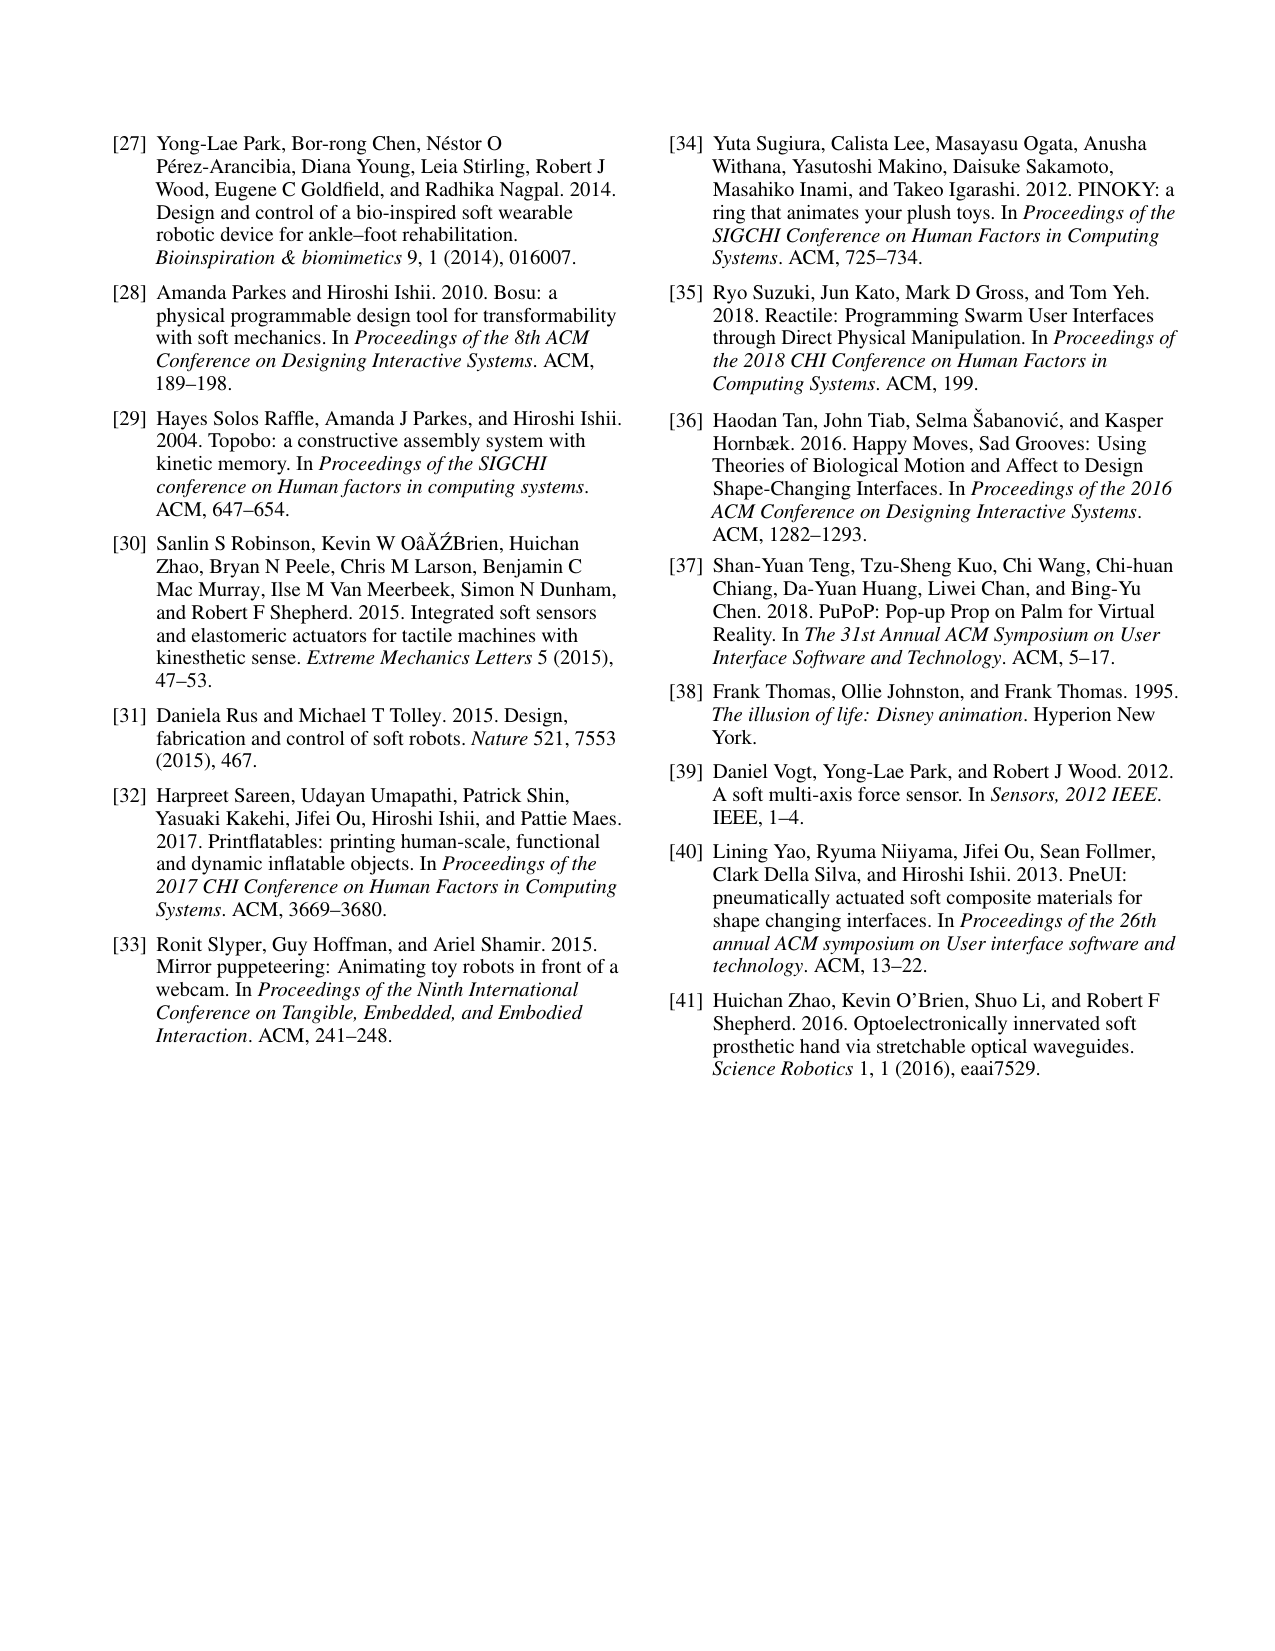 [27] Yong-Lae Park, Bor-rong Chen, Néstor O
Pérez-Arancibia, Diana Young, Leia Stirling, Robert J
Wood, Eugene C Goldfield, and Radhika Nagpal. 2014.
Design and control of a bio-inspired soft wearable
robotic device for ankle–foot rehabilitation.
Bioinspiration & biomimetics 9, 1 (2014), 016007.
[28] Amanda Parkes and Hiroshi Ishii. 2010. Bosu: a
physical programmable design tool for transformability
with soft mechanics. In Proceedings of the 8th ACM
Conference on Designing Interactive Systems. ACM,
189–198.
[29] Hayes Solos Raffle, Amanda J Parkes, and Hiroshi Ishii.
2004. Topobo: a constructive assembly system with
kinetic memory. In Proceedings of the SIGCHI
conference on Human factors in computing systems.
ACM, 647–654.
[30] Sanlin S Robinson, Kevin W OâĂŹBrien, Huichan
Zhao, Bryan N Peele, Chris M Larson, Benjamin C
Mac Murray, Ilse M Van Meerbeek, Simon N Dunham,
and Robert F Shepherd. 2015. Integrated soft sensors
and elastomeric actuators for tactile machines with
kinesthetic sense. Extreme Mechanics Letters 5 (2015),
47–53.
[31] Daniela Rus and Michael T Tolley. 2015. Design,
fabrication and control of soft robots. Nature 521, 7553
(2015), 467.
[32] Harpreet Sareen, Udayan Umapathi, Patrick Shin,
Yasuaki Kakehi, Jifei Ou, Hiroshi Ishii, and Pattie Maes.
2017. Printflatables: printing human-scale, functional
and dynamic inflatable objects. In Proceedings of the
2017 CHI Conference on Human Factors in Computing
Systems. ACM, 3669–3680.
[33] Ronit Slyper, Guy Hoffman, and Ariel Shamir. 2015.
Mirror puppeteering: Animating toy robots in front of a
webcam. In Proceedings of the Ninth International
Conference on Tangible, Embedded, and Embodied
Interaction. ACM, 241–248.
[34] Yuta Sugiura, Calista Lee, Masayasu Ogata, Anusha
Withana, Yasutoshi Makino, Daisuke Sakamoto,
Masahiko Inami, and Takeo Igarashi. 2012. PINOKY: a
ring that animates your plush toys. In Proceedings of the
SIGCHI Conference on Human Factors in Computing
Systems. ACM, 725–734.
[35] Ryo Suzuki, Jun Kato, Mark D Gross, and Tom Yeh.
2018. Reactile: Programming Swarm User Interfaces
through Direct Physical Manipulation. In Proceedings of
the 2018 CHI Conference on Human Factors in
Computing Systems. ACM, 199.
[36] Haodan Tan, John Tiab, Selma Šabanović, and Kasper
Hornbæk. 2016. Happy Moves, Sad Grooves: Using
Theories of Biological Motion and Affect to Design
Shape-Changing Interfaces. In Proceedings of the 2016
ACM Conference on Designing Interactive Systems.
ACM, 1282–1293.
[37] Shan-Yuan Teng, Tzu-Sheng Kuo, Chi Wang, Chi-huan
Chiang, Da-Yuan Huang, Liwei Chan, and Bing-Yu
Chen. 2018. PuPoP: Pop-up Prop on Palm for Virtual
Reality. In The 31st Annual ACM Symposium on User
Interface Software and Technology. ACM, 5–17.
[38] Frank Thomas, Ollie Johnston, and Frank Thomas. 1995.
The illusion of life: Disney animation. Hyperion New
York.
[39] Daniel Vogt, Yong-Lae Park, and Robert J Wood. 2012.
A soft multi-axis force sensor. In Sensors, 2012 IEEE.
IEEE, 1–4.
[40] Lining Yao, Ryuma Niiyama, Jifei Ou, Sean Follmer,
Clark Della Silva, and Hiroshi Ishii. 2013. PneUI:
pneumatically actuated soft composite materials for
shape changing interfaces. In Proceedings of the 26th
annual ACM symposium on User interface software and
technology. ACM, 13–22.
[41] Huichan Zhao, Kevin O’Brien, Shuo Li, and Robert F
Shepherd. 2016. Optoelectronically innervated soft
prosthetic hand via stretchable optical waveguides.
Science Robotics 1, 1 (2016), eaai7529.